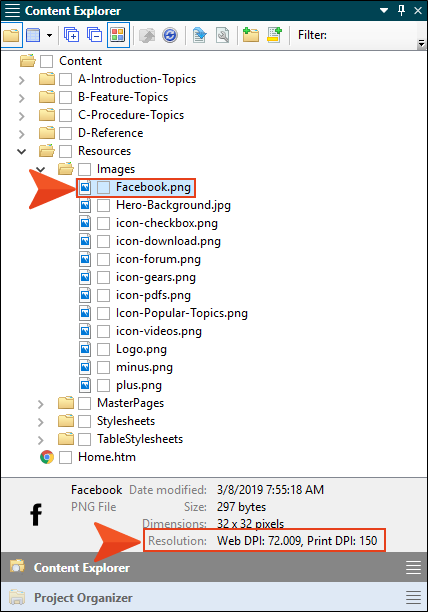 Content Explorer
Filter:
Content
A-Introduction-Topics
B-Feature-Topics
C-Procedure-Topics
D-Reference
Resources
Images
Facebook.png
Hero-Background.jpg
icon-checkbox.png
icon-download.png
icon-forum.png
icon-gears.png
icon-pdfs.png
Icon-Popular-Topics.png
icon-videos.png
Logo.png
minus.png
plus.png
MasterPages
Stylesheets
TableStylesheets
Home.htm
Facebook Date modified: 3/8/2019 7:55:18 AM
PNG File Size: 297 bytes
Dimensions: 32 x 32 pixels
Resolution: Web DPI: 72.009, Print DPI: 150
Content Explorer
Project Organizer